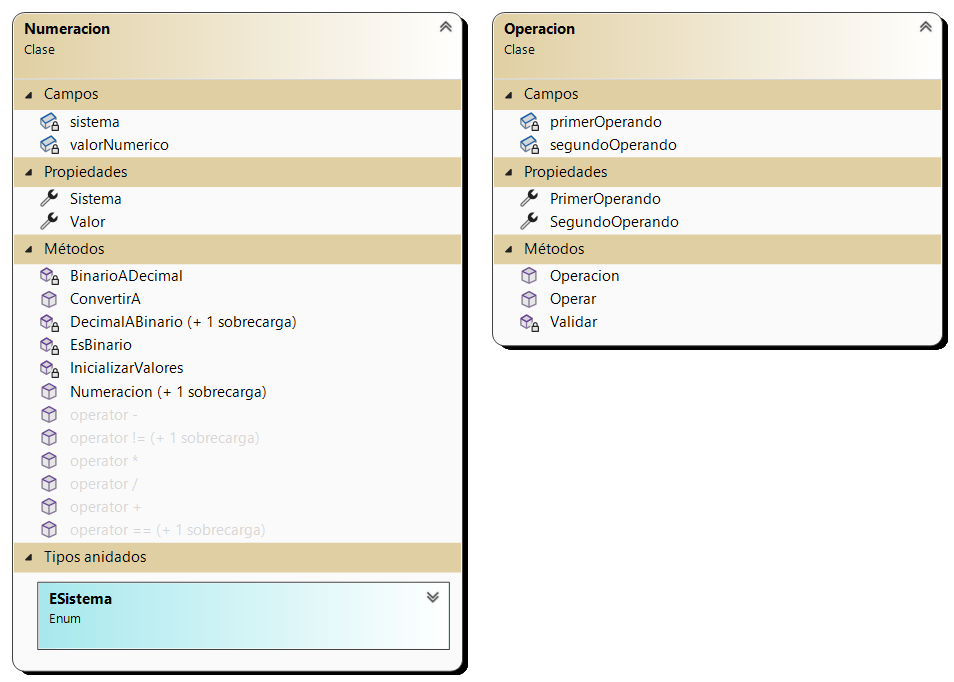 Numeracion
Clase
Campos
sistema
valorNumerico
Propiedades
Sistema
Valor
Métodos
BinarioADecimal
ConvertirA
DecimalABinario (+ 1 sobrecarga)
EsBinario
InicializarValores
Numeracion (+ 1 sobrecarga)
operator -
operator != (+ 1 sobrecarga)
operator *
operator /
operator +
operator == (+ 1 sobrecarga)
Tipos anidados
ESistema
Enum
Operacion
Clase
Campos
primerOperando
segundoOperando
Propiedades
PrimerOperando
SegundoOperando
Métodos
Operacion
Operar
Validar